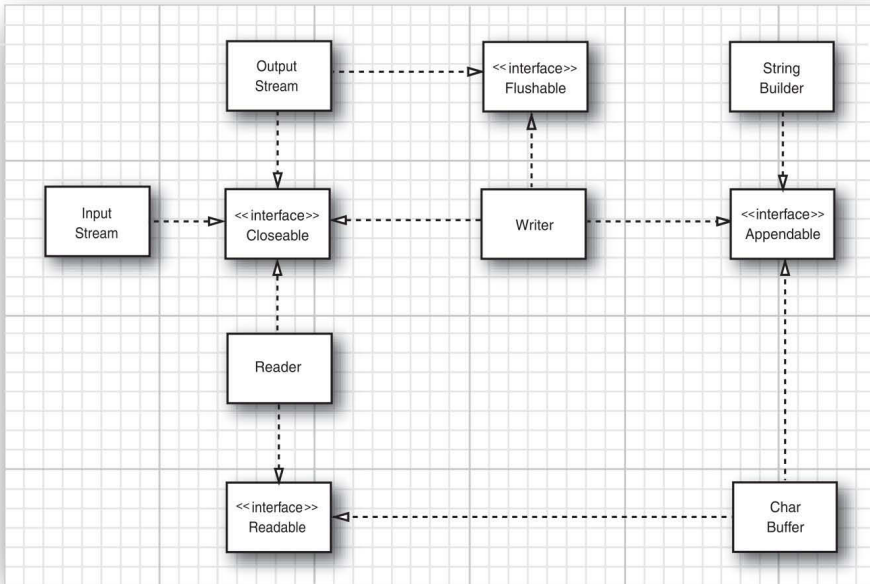 Output
Stream
<<interface>>
Flushable
String
Builder
Input
Stream
<<interface>>
Closeable
Writer
<<interface>>
Appendable
Reader
<<interface>>
Readable
Char
Buffer